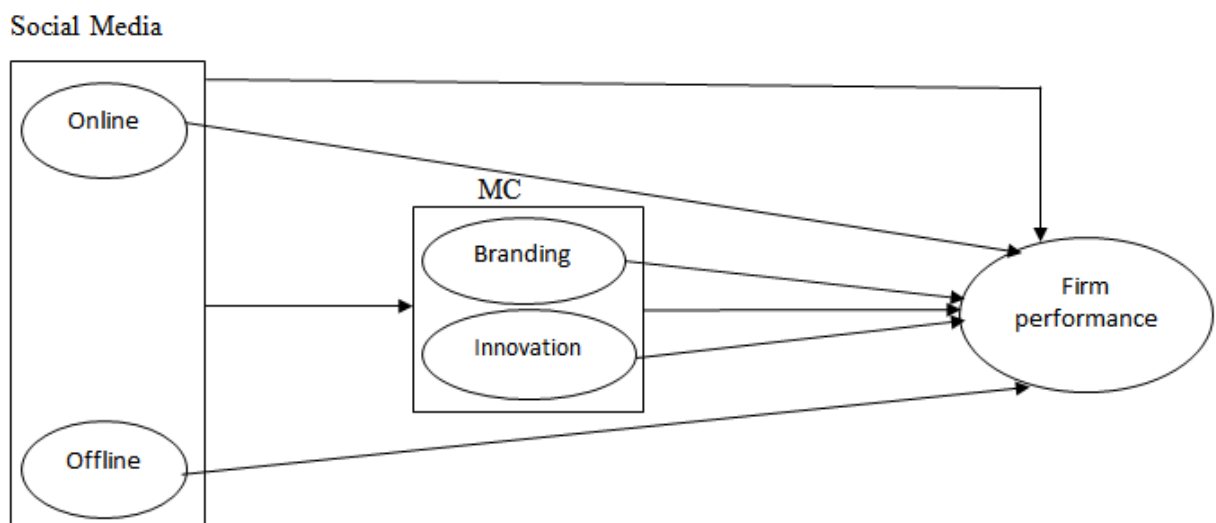 Social Media
Online
MC
Branding
Innovation
Firm
performance
Offline